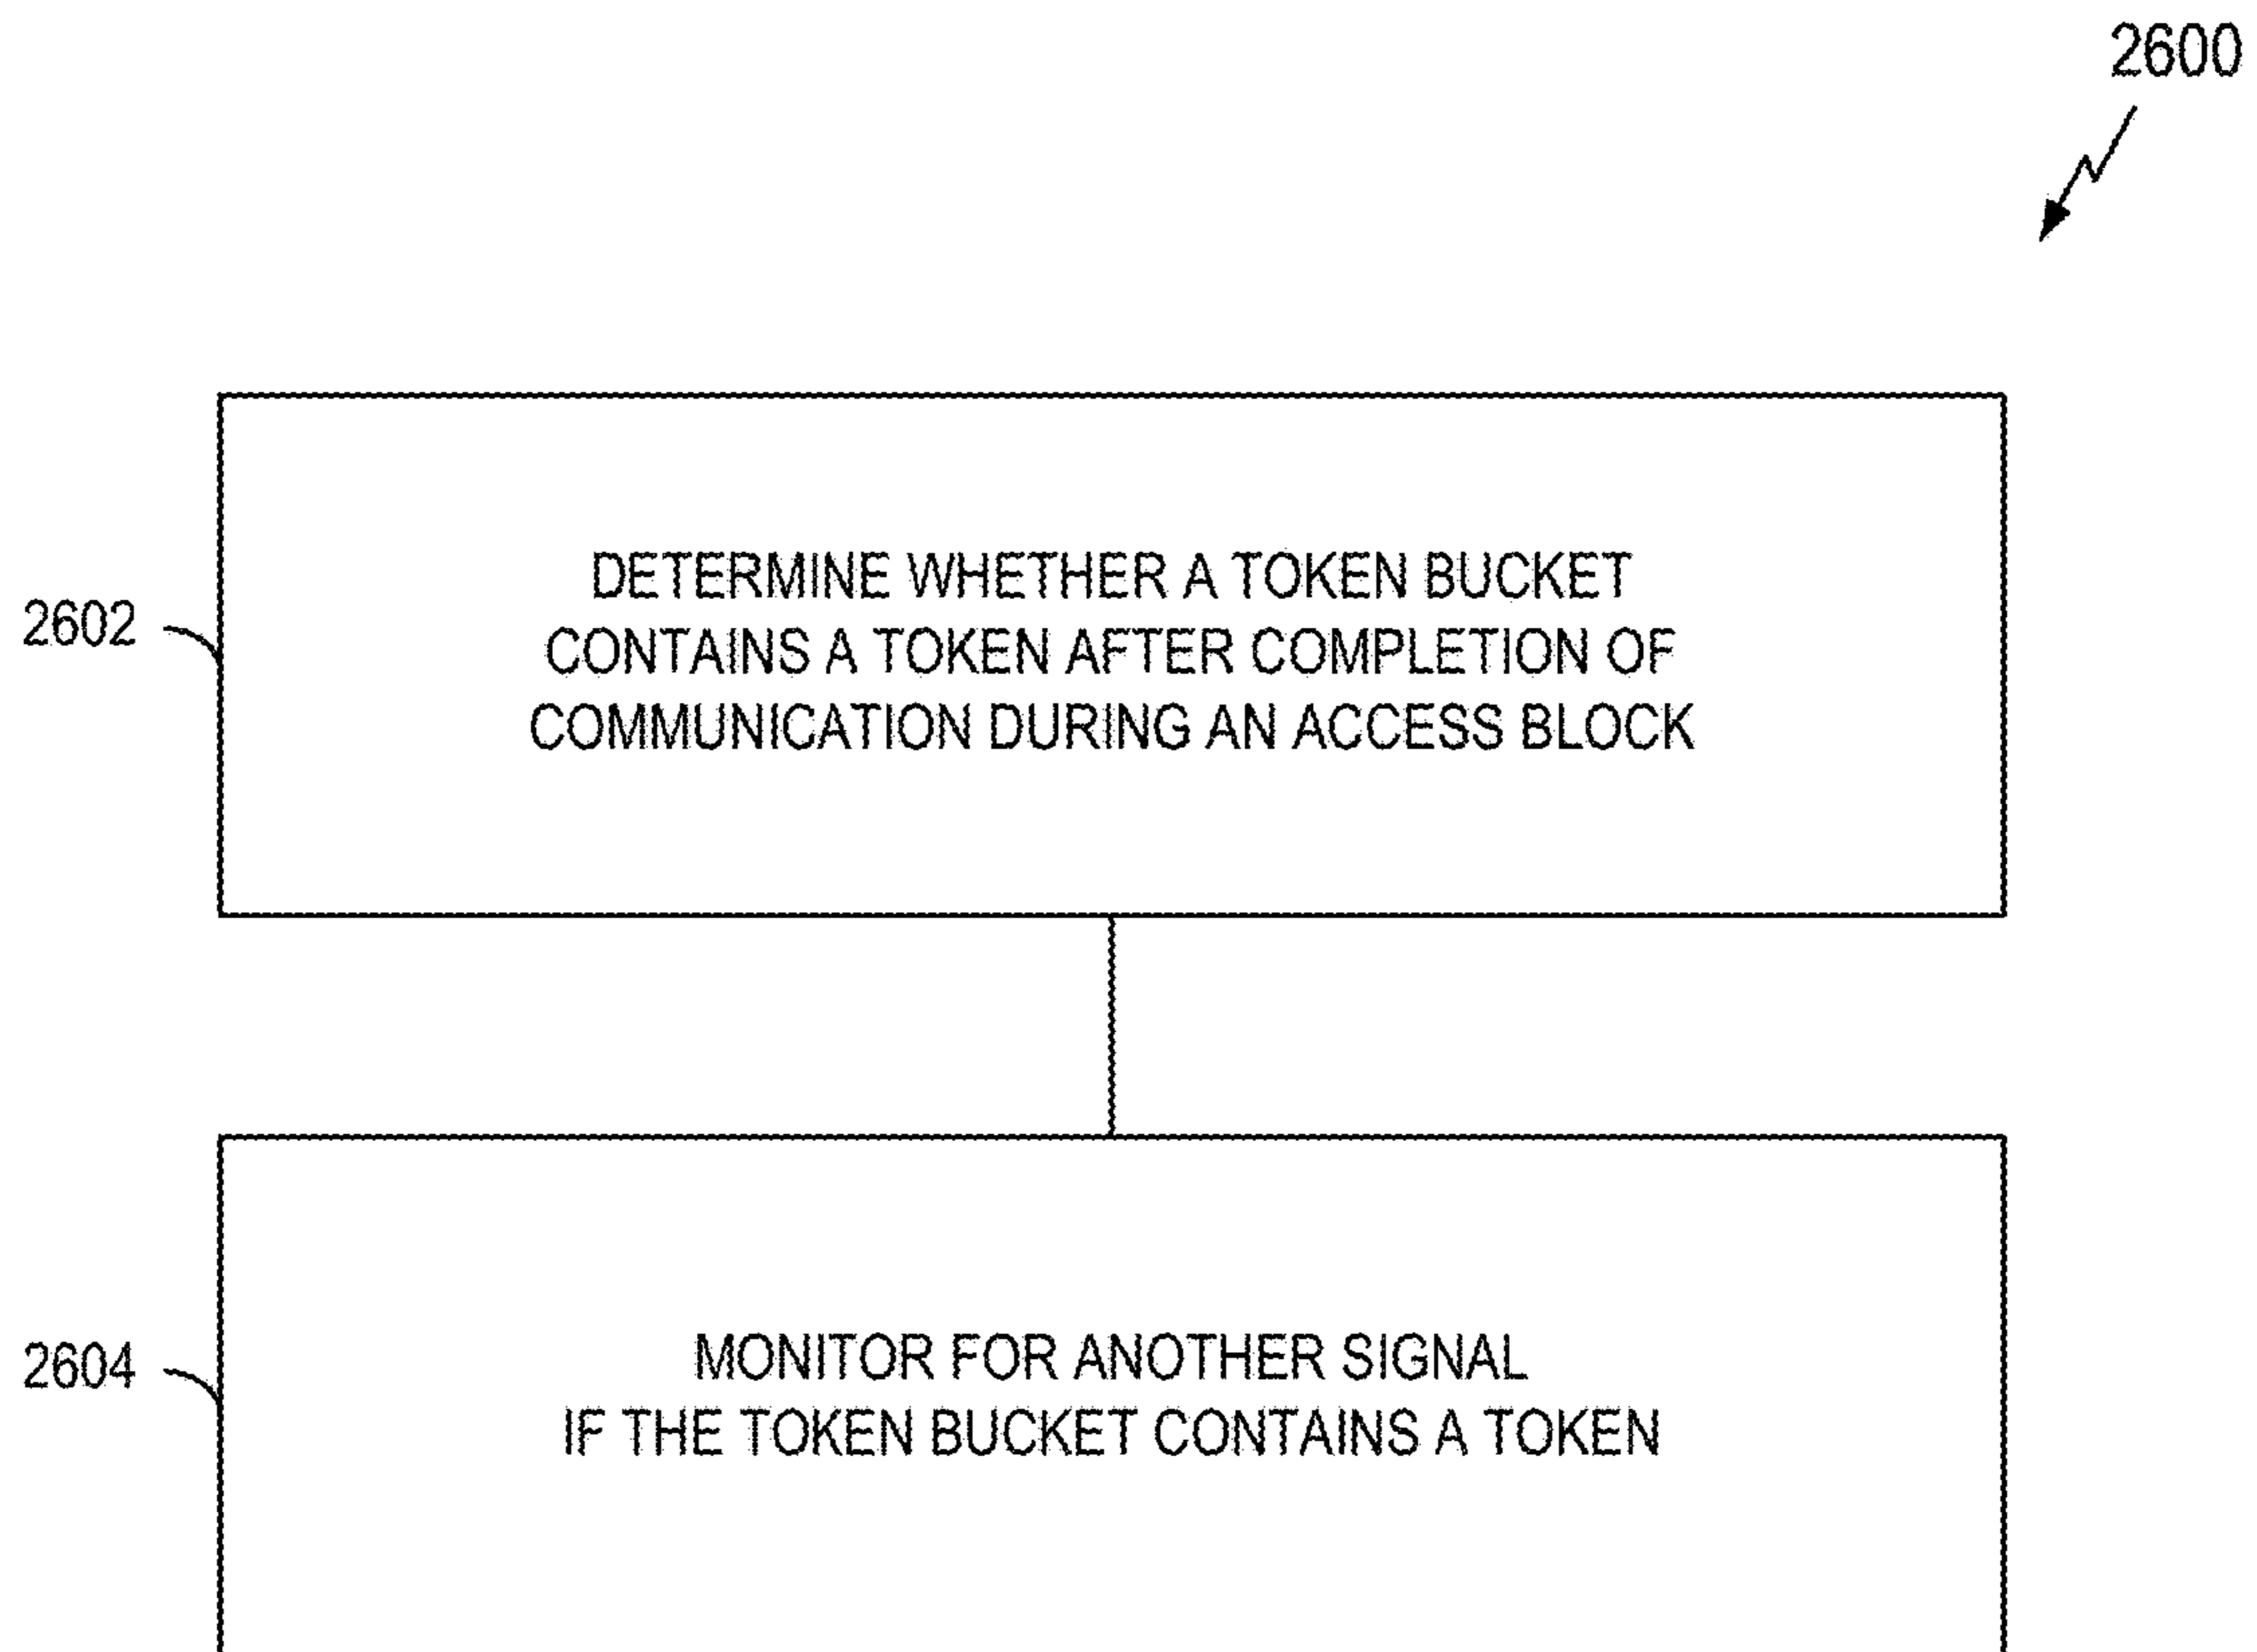 2600
2602
DETERMINE WHETHER A TOKEN BUCKET
CONTAINS A TOKEN AFTER COMPLETION OF
COMMUNICATION DURING AN ACCESS BLOCK
2604
MONITOR FOR ANOTHER SIGNAL
IF THE TOKEN BUCKET CONTAINS A TOKEN